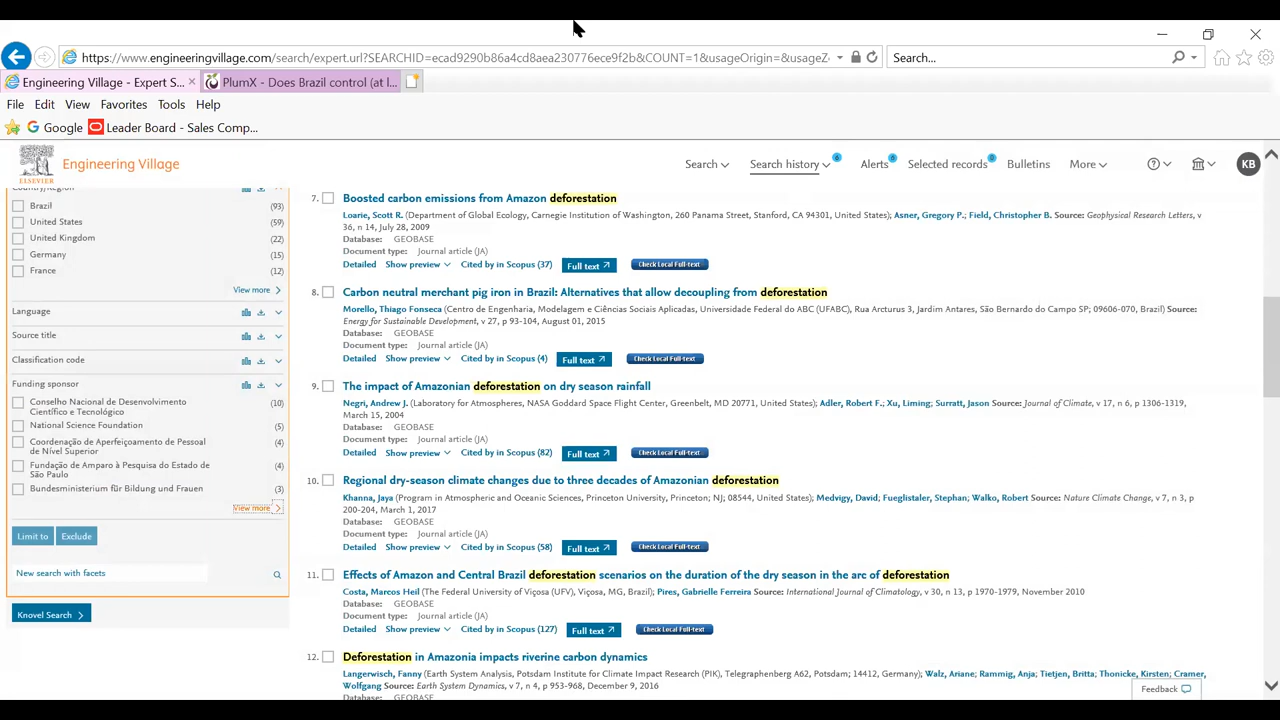 https://www.engineeringvillage.com/search/expert.url?SEARCHID=ecad9290b86a4cd8aea230776ece9f2b&COUNT=1&usageOrigin=&usageZ
Search...
Engineering Village - Expert S...
PlumX - Does Brazil control (at l...
File Edit View Favorites Tools Help
Google Leader Board - Sales Comp...
ELSEVIER
Engineering Village
Search
Search history 6
Alerts 6
Selected records 0
Bulletins
More
KB
Country/Region
Brazil (93)
United States (59)
United Kingdom (22)
Germany (15)
France (12)
View more
Language
Source title
Classification code
Funding sponsor
Conselho Nacional de Desenvolvimento
Científico e Tecnológico (10)
National Science Foundation (5)
Coordenação de Aperfeiçoamento de Pessoal
de Nível Superior (4)
Fundação de Amparo à Pesquisa do Estado de
São Paulo (4)
Bundesministerium für Bildung und Frauen (3)
View more
Limit to Exclude
New search with facets
Knovel Search
7. Boosted carbon emissions from Amazon deforestation
Loarie, Scott R. (Department of Global Ecology, Carnegie Institution of Washington, 260 Panama Street, Stanford, CA 94301, United States); Asner, Gregory P.; Field, Christopher B. Source: Geophysical Research Letters, v
36, n 14, July 28, 2009
Database: GEOBASE
Document type: Journal article (JA)
Detailed Show preview Cited by in Scopus (37) Full text Check Local Full-text
8. Carbon neutral merchant pig iron in Brazil: Alternatives that allow decoupling from deforestation
Morello, Thiago Fonseca (Centro de Engenharia, Modelagem e Ciências Sociais Aplicadas, Universidade Federal do ABC (UFABC), Rua Arcturus 3, Jardim Antares, São Bernardo do Campo SP; 09606-070, Brazil) Source:
Energy for Sustainable Development, v 27, p 93-104, August 01, 2015
Database: GEOBASE
Document type: Journal article (JA)
Detailed Show preview Cited by in Scopus (4) Full text Check Local Full-text
9. The impact of Amazonian deforestation on dry season rainfall
Negri, Andrew J. (Laboratory for Atmospheres, NASA Goddard Space Flight Center, Greenbelt, MD 20771, United States); Adler, Robert F.; Xu, Liming; Surratt, Jason Source: Journal of Climate, v 17, n 6, p 1306-1319,
March 15, 2004
Database: GEOBASE
Document type: Journal article (JA)
Detailed Show preview Cited by in Scopus (82) Full text Check Local Full-text
10. Regional dry-season climate changes due to three decades of Amazonian deforestation
Khanna, Jaya (Program in Atmospheric and Oceanic Sciences, Princeton University, Princeton; NJ; 08544, United States); Medvigy, David; Fueglistaler, Stephan; Walko, Robert Source: Nature Climate Change, v 7, n 3, p
200-204, March 1, 2017
Database: GEOBASE
Document type: Journal article (JA)
Detailed Show preview Cited by in Scopus (58) Full text Check Local Full-text
11. Effects of Amazon and Central Brazil deforestation scenarios on the duration of the dry season in the arc of deforestation
Costa, Marcos Heil (The Federal University of Viçosa (UFV), Viçosa, MG, Brazil); Pires, Gabrielle Ferreira Source: International Journal of Climatology, v 30, n 13, p 1970-1979, November 2010
Database: GEOBASE
Document type: Journal article (JA)
Detailed Show preview Cited by in Scopus (127) Full text Check Local Full-text
12. Deforestation in Amazonia impacts riverine carbon dynamics
Langerwisch, Fanny (Earth System Analysis, Potsdam Institute for Climate Impact Research (PIK), Telegraphenberg A62, Potsdam; 14412, Germany); Walz, Ariane; Rammig, Anja; Tietjen, Britta; Thonicke, Kirsten; Cramer,
Wolfgang Source: Earth System Dynamics, v 7, n 4, p 953-968, December 9, 2016
Database: GEOBASE
Feedback